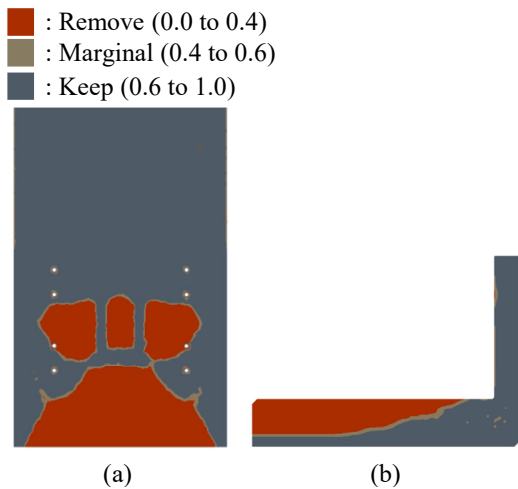 : Remove (0.0 to 0.4)
: Marginal (0.4 to 0.6)
: Keep (0.6 to 1.0)
(a) (b)